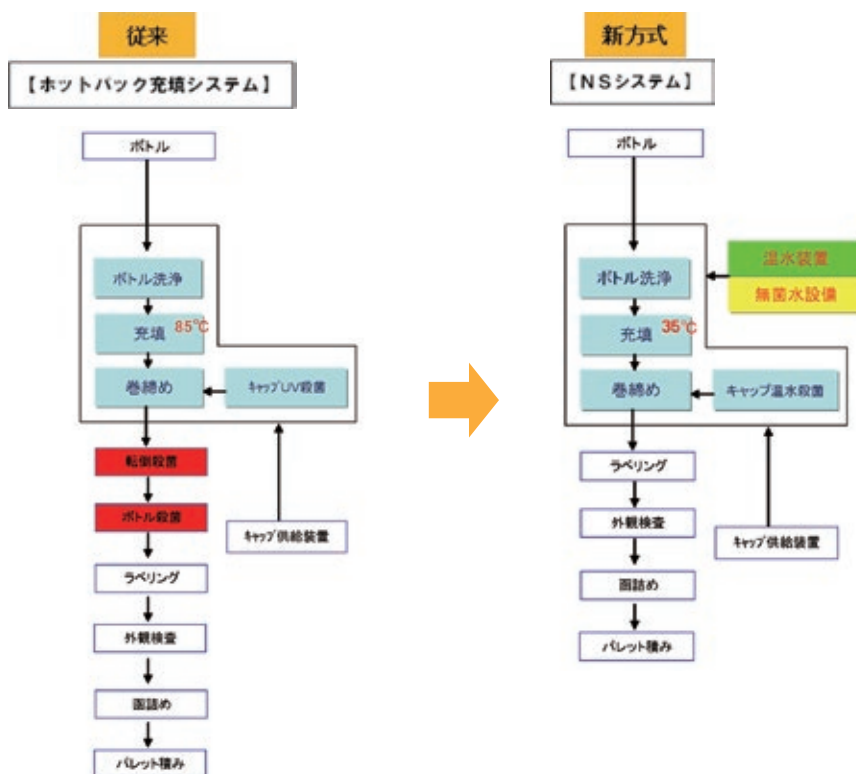 従来
【ホットパック充填システム】
ボトル
ボトル洗浄
充填 85℃
巻締め
キャップUV殺菌
転倒殺菌
ボトル殺菌
キャップ供給装置
ラベリング
外観検査
函詰め
パレット積み
新方式
【NSシステム】
ボトル
ボトル洗浄
温水装置
無菌水設備
充填 35℃
巻締め
キャップ温水殺菌
ラベリング
外観検査
キャップ供給装置
函詰め
パレット積み